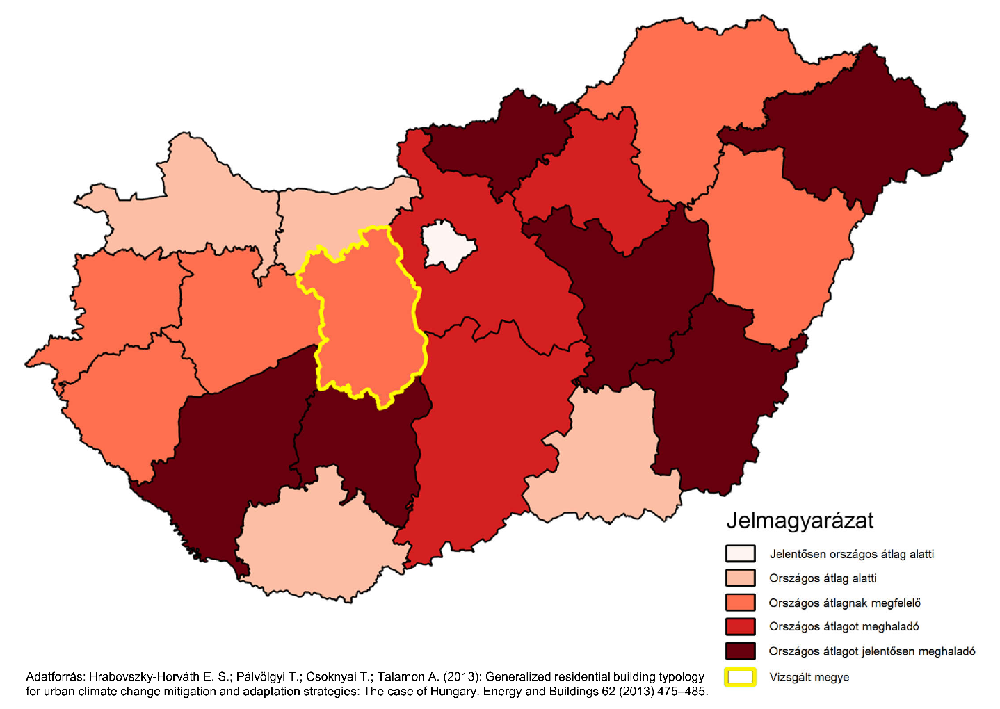 Jelmagyarázat
Jelentősen országos átlag alatti
Országos átlag alatti
Országos átlagnak megfelelő
Országos átlagot meghaladó
Országos átlagot jelentősen meghaladó
Vizsgált megye
Adatforrás: Hrabovszky-Horváth E. S.; Pálvölgyi T.; Csoknyai T.; Talamon A. (2013): Generalized residential building typology
for urban climate change mitigation and adaptation strategies: The case of Hungary. Energy and Buildings 62 (2013) 475–485.